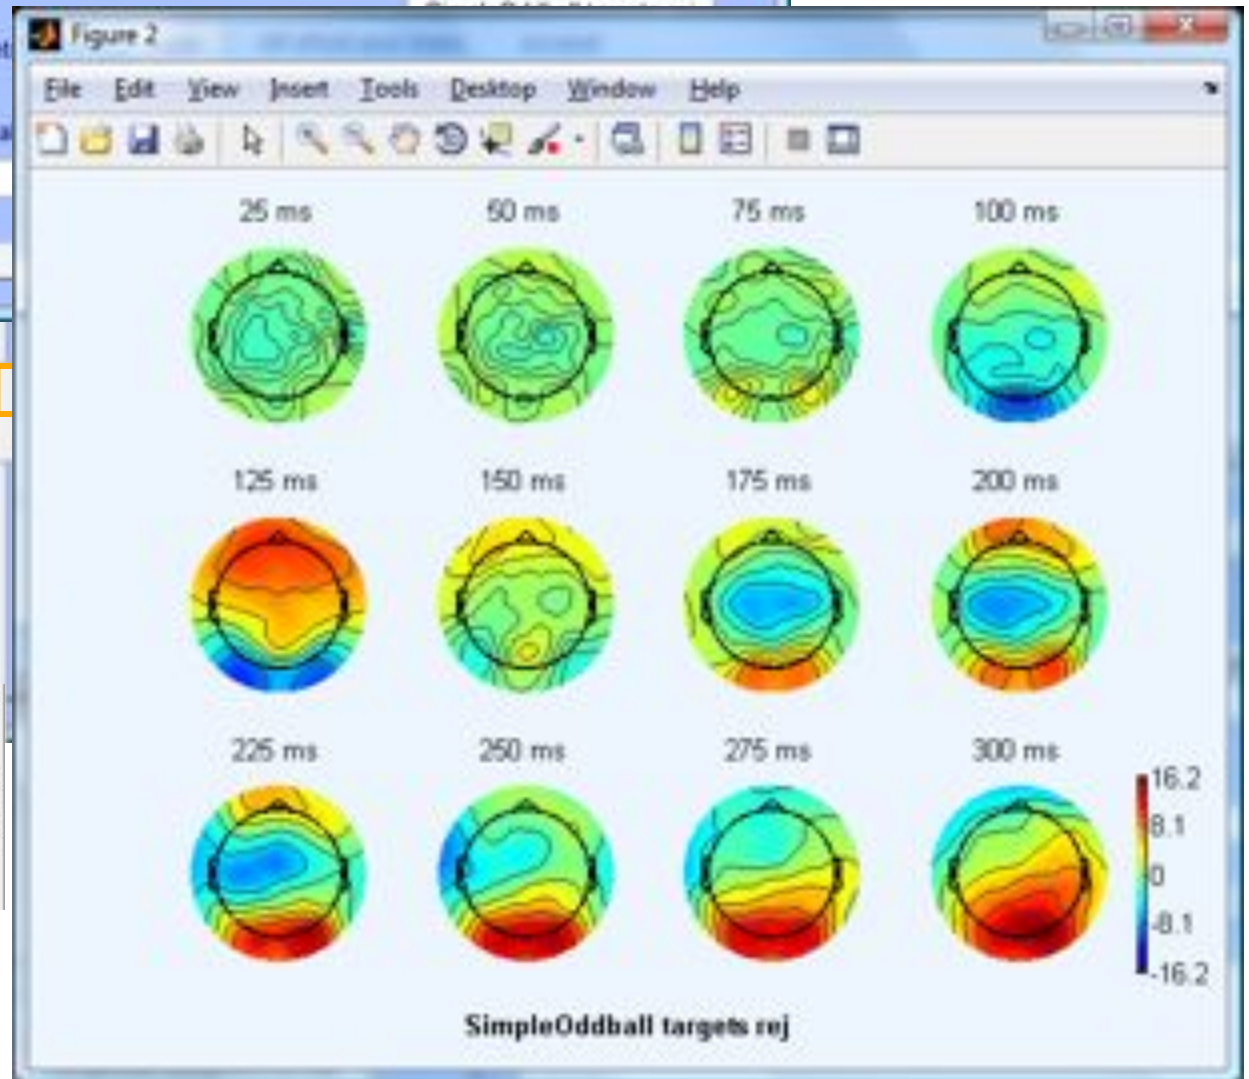 Figure 2
File Edit View Insert Tools Desktop Window Help
25 ms 50 ms 75 ms 100 ms
125 ms 150 ms 175 ms 200 ms
225 ms 250 ms 275 ms 300 ms
16.2
8.1
0
-8.1
-16.2
SimpleOddball targets rej